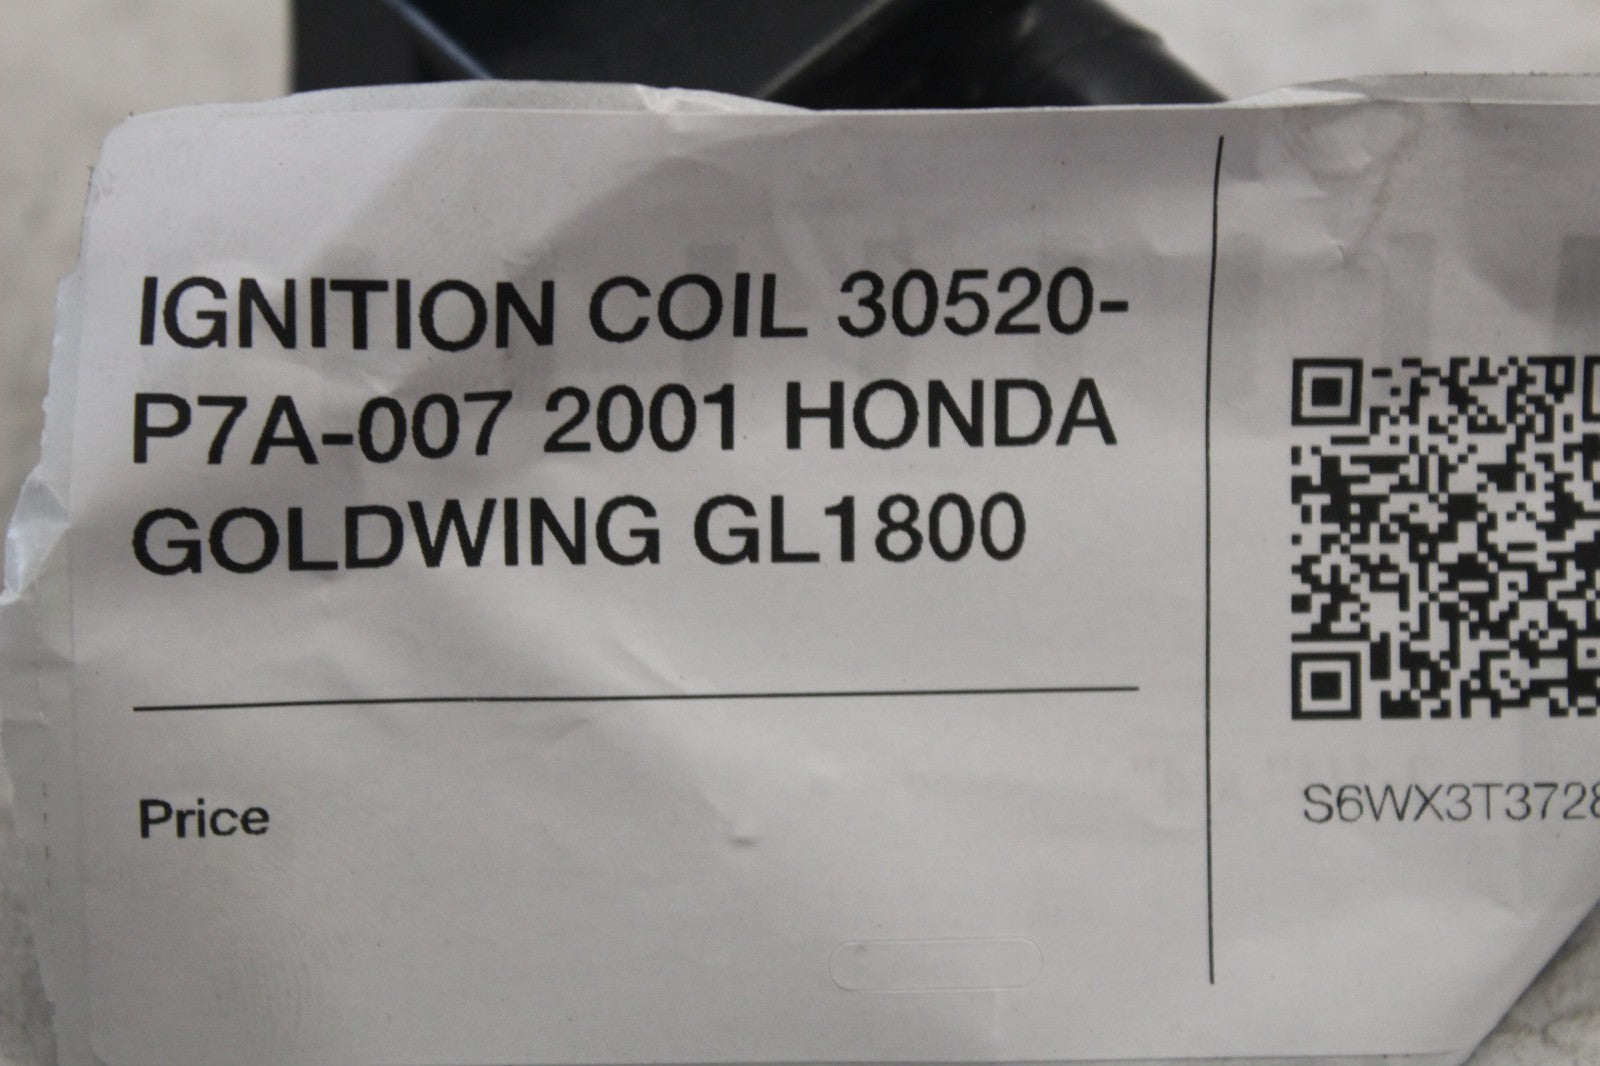 IGNITION COIL 30520-
P7A-007 2001 HONDA
GOLDWING GL1800
Price
S6WX3T3728